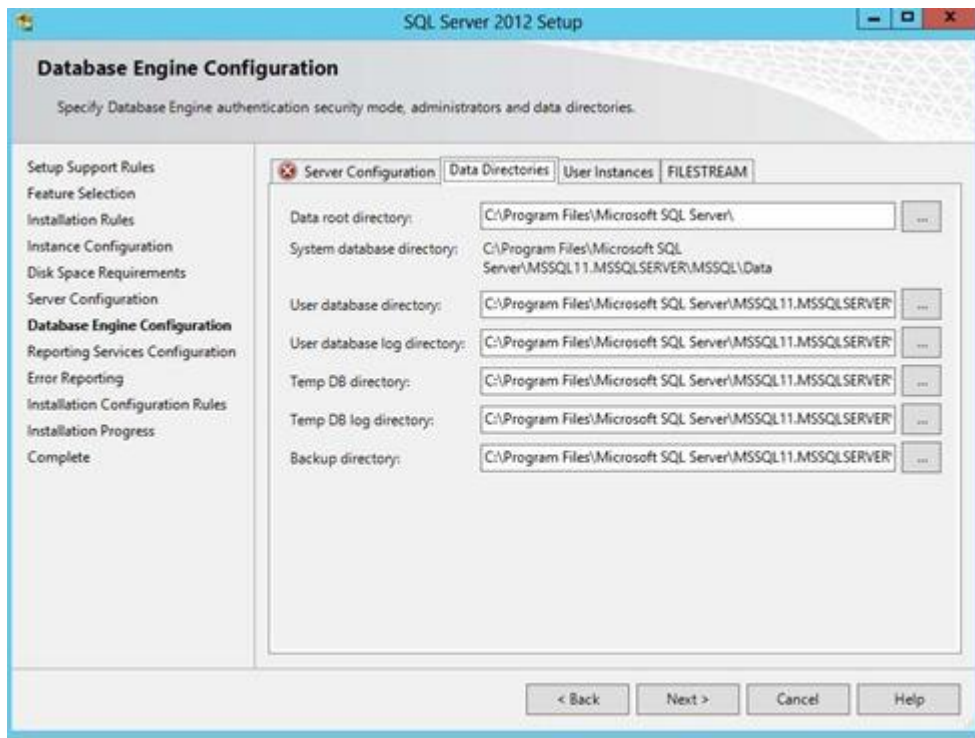 SQL Server 2012 Setup
Database Engine Configuration
Specify Database Engine authentication security mode, administrators and data directories.
Setup Support Rules
Feature Selection
Installation Rules
Instance Configuration
Disk Space Requirements
Server Configuration
Database Engine Configuration
Reporting Services Configuration
Error Reporting
Installation Configuration Rules
Installation Progress
Complete
Server Configuration Data Directories User Instances FILESTREAM
Data root directory: C:\Program Files\Microsoft SQL Server\ ...
System database directory: C:\Program Files\Microsoft SQL
Server\MSSQL11.MSSQLSERVER\MSSQL\Data
User database directory: C:\Program Files\Microsoft SQL Server\MSSQL11.MSSQLSERVER ...
User database log directory: C:\Program Files\Microsoft SQL Server\MSSQL11.MSSQLSERVER ...
Temp DB directory: C:\Program Files\Microsoft SQL Server\MSSQL11.MSSQLSERVER ...
Temp DB log directory: C:\Program Files\Microsoft SQL Server\MSSQL11.MSSQLSERVER ...
Backup directory: C:\Program Files\Microsoft SQL Server\MSSQL11.MSSQLSERVER ...
< Back Next > Cancel Help